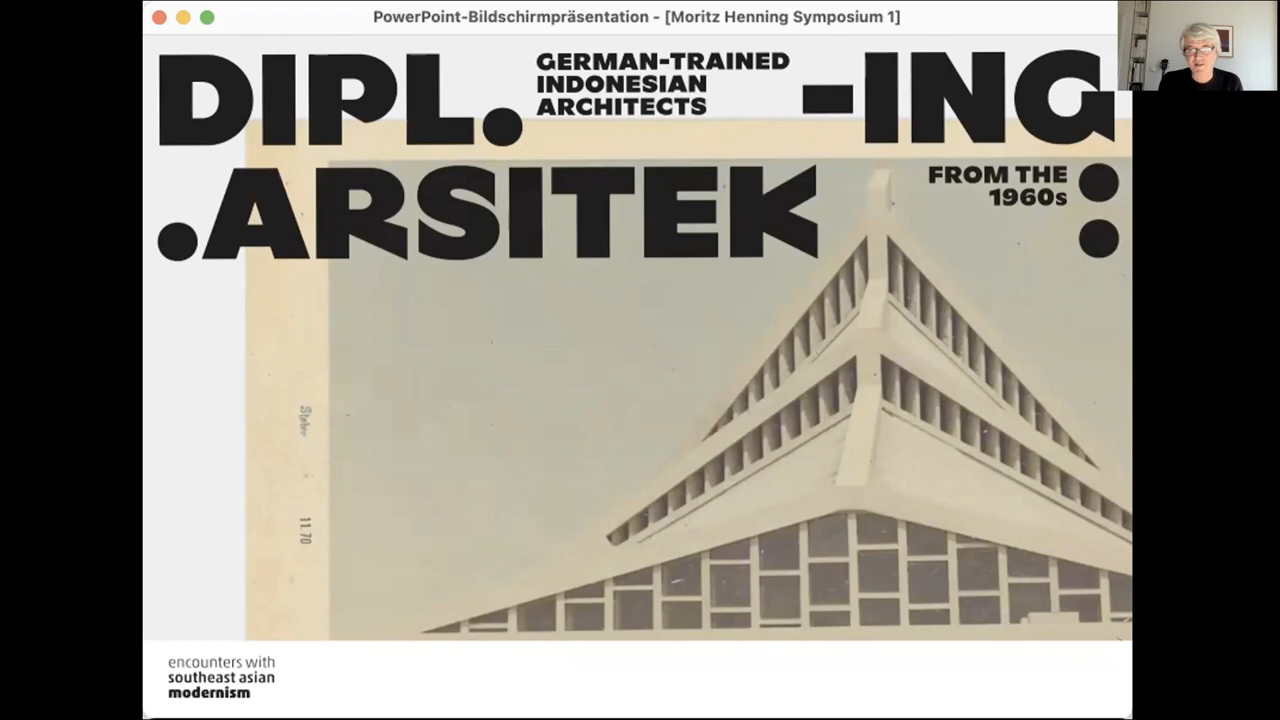 PowerPoint-Bildschirmpräsentation - [Moritz Henning Symposium 1]
DIPL. -ING
GERMAN-TRAINED
INDONESIAN
ARCHITECTS
.ARSITEK :
FROM THE
1960s
11.70
encounters with
southeast asian
modernism